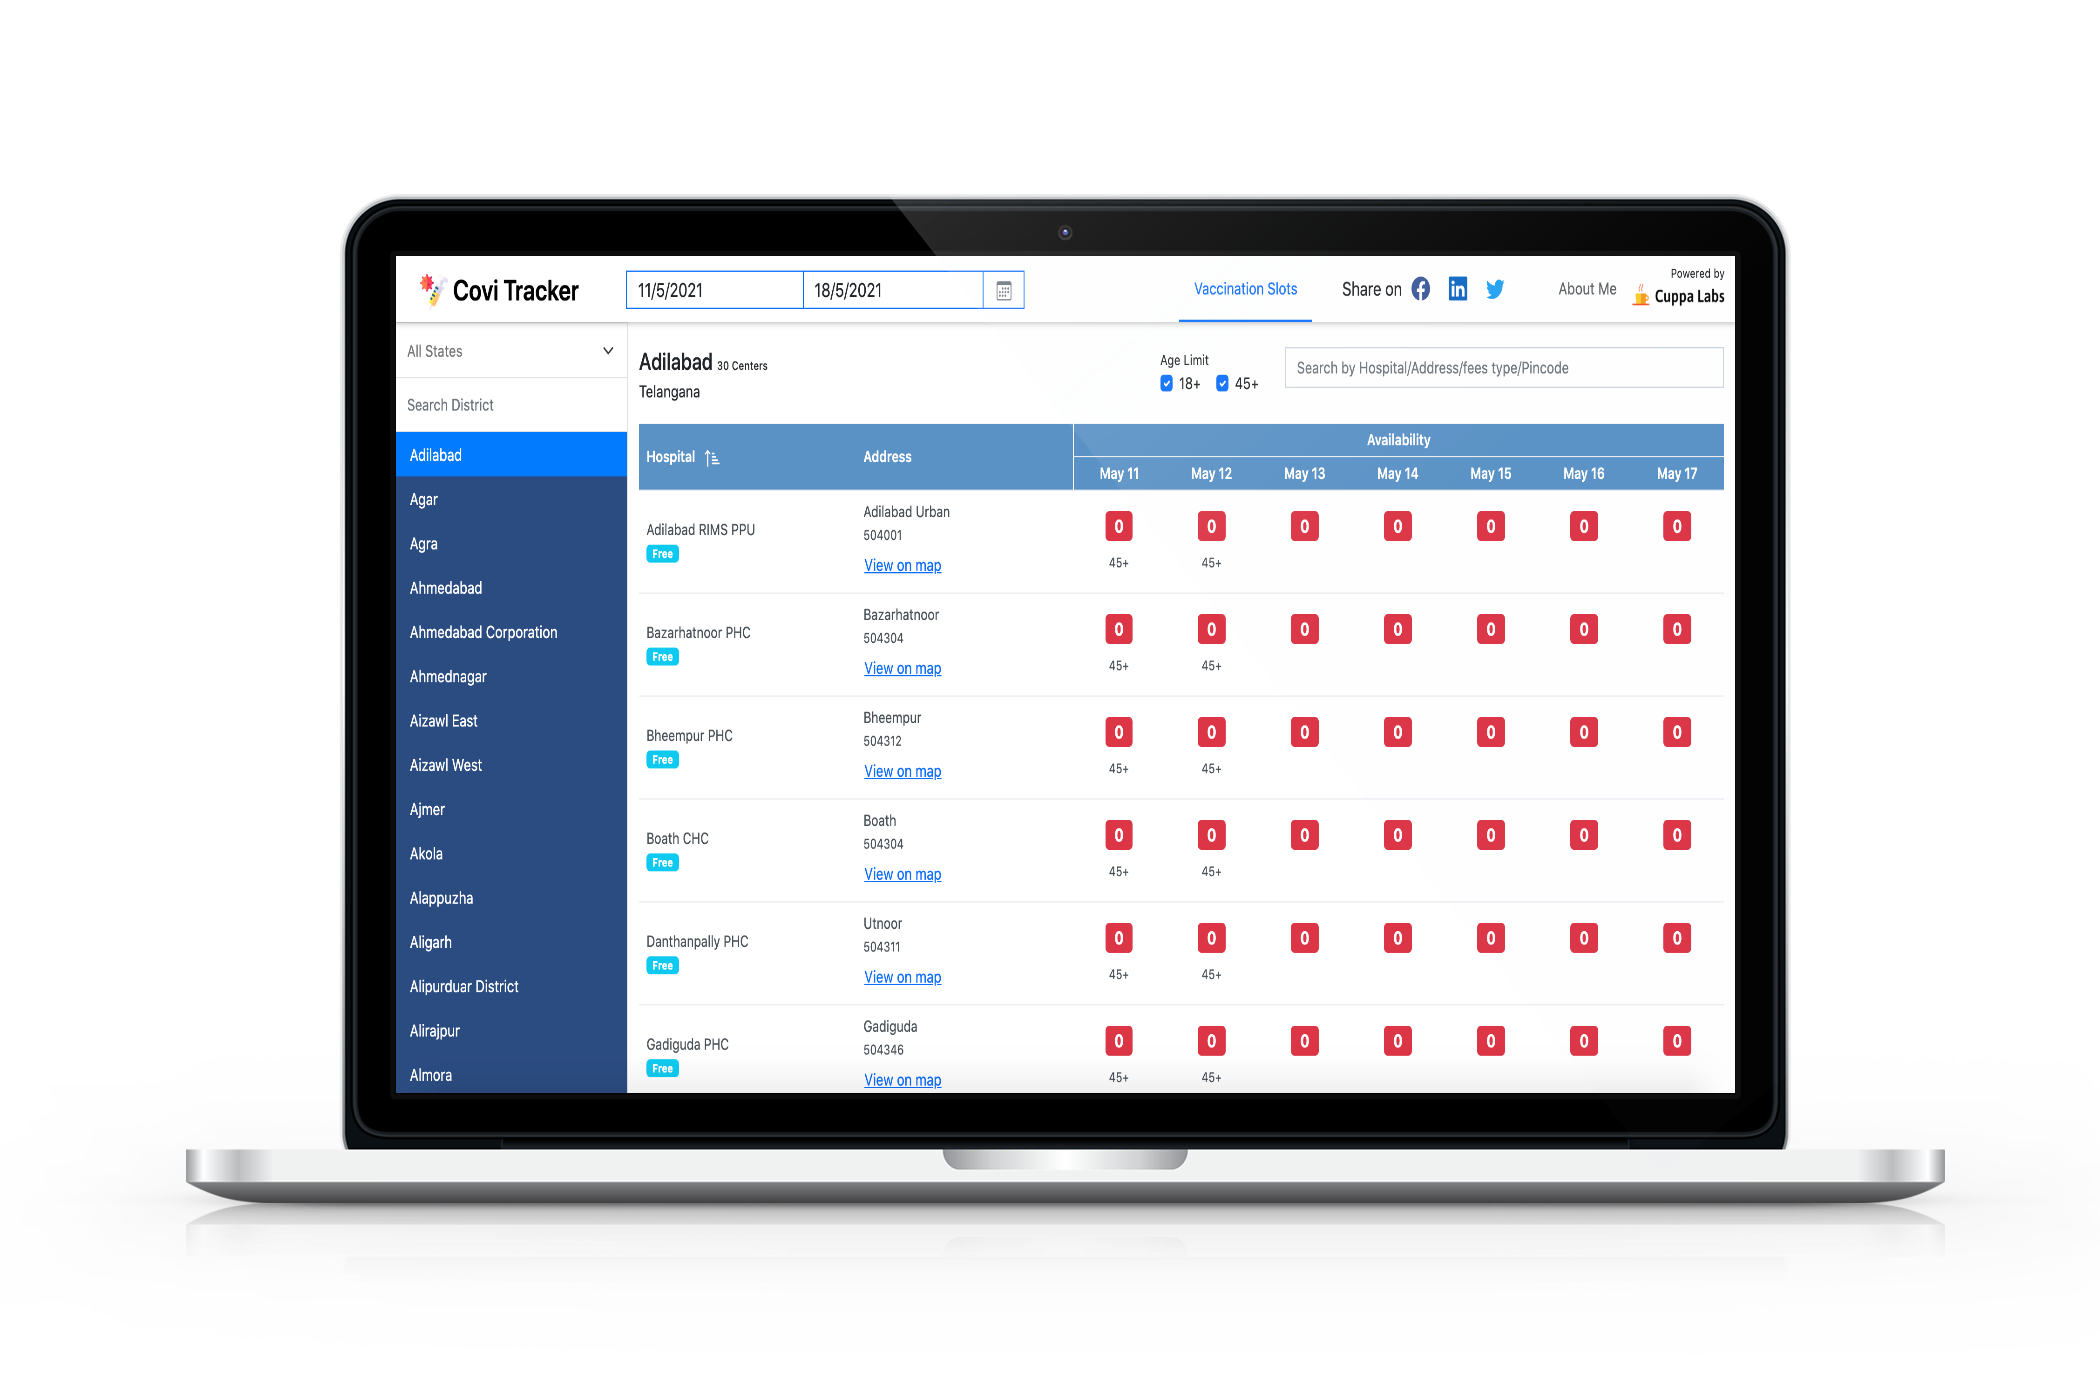 Covi Tracker
11/5/2021 18/5/2021
Vaccination Slots
Share on
in
About Me
Powered by
Cuppa Labs
All States
Search District
Adilabad
Agar
Agra
Ahmedabad
Ahmedabad Corporation
Ahmednagar
Aizawl East
Aizawl West
Ajmer
Akola
Alappuzha
Aligarh
Alipurduar District
Alirajpur
Almora
Adilabad 30 Centers
Telangana
Age Limit
18+ 45+
Search by Hospital/Address/fees type/Pincode
Hospital Address Availability
May 11 May 12 May 13 May 14 May 15 May 16 May 17
Adilabad RIMS PPU
Free
Adilabad Urban
504001
View on map
0 0 0 0 0 0 0
45+ 45+
Bazarhatnoor PHC
Free
Bazarhatnoor
504304
View on map
0 0 0 0 0 0 0
45+ 45+
Bheempur PHC
Free
Bheempur
504312
View on map
0 0 0 0 0 0 0
45+ 45+
Boath CHC
Free
Boath
504304
View on map
0 0 0 0 0 0 0
45+ 45+
Danthanpally PHC
Free
Utnoor
504311
View on map
0 0 0 0 0 0 0
45+ 45+
Gadiguda PHC
Free
Gadiguda
504346
View on map
0 0 0 0 0 0 0
45+ 45+